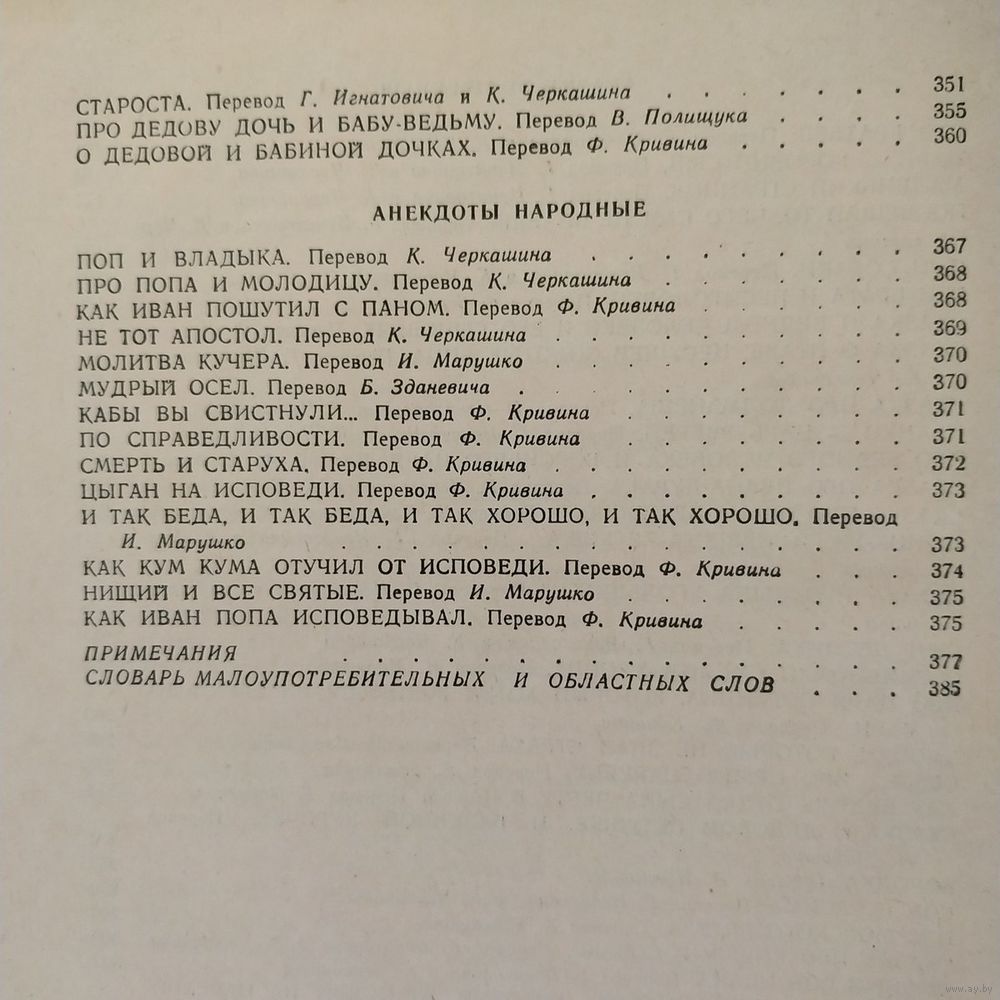 СТАРОСТА. Перевод Г. Игнатовича и К. Черкашина . . . . . . . 351
ПРО ДЕДОВУ ДОЧЬ И БАБУ-ВЕДЬМУ. Перевод В. Полищука . . . . 355
О ДЕДОВОЙ И БАБИНОЙ ДОЧКАХ. Перевод Ф. Кривина . . . . . 360
АНЕКДОТЫ НАРОДНЫЕ
ПОП И ВЛАДЫКА. Перевод К. Черкашина . . . . . . . . . 367
ПРО ПОПА И МОЛОДИЦУ. Перевод К. Черкашина . . . . . . . 368
КАК ИВАН ПОШУТИЛ С ПАНОМ. Перевод Ф. Кривина . . . . . . 368
НЕ ТОТ АПОСТОЛ. Перевод К. Черкашина . . . . . . . . . . 369
МОЛИТВА КУЧЕРА. Перевод И. Марушко . . . . . . . . . . 370
МУДРЫЙ ОСЕЛ. Перевод Б. Зданевича . . . . . . . . . . . 370
КАБЫ ВЫ СВИСТНУЛИ... Перевод Ф. Кривина . . . . . . . . 371
ПО СПРАВЕДЛИВОСТИ. Перевод Ф. Кривина . . . . . . . . 371
СМЕРТЬ И СТАРУХА. Перевод Ф. Кривина . . . . . . . . . . 372
ЦЫГАН НА ИСПОВЕДИ. Перевод Ф. Кривина . . . . . . . . . 373
И ТАК БЕДА, И ТАК БЕДА, И ТАК ХОРОШО, И ТАК ХОРОШО. Перевод
И. Марушко . . . . . . . . . . . . . . . . 373
КАК КУМ КУМА ОТУЧИЛ ОТ ИСПОВЕДИ. Перевод Ф. Кривина . . . 374
НИЩИЙ И ВСЕ СВЯТЫЕ. Перевод И. Марушко . . . . . . . . 375
КАК ИВАН ПОПА ИСПОВЕДЫВАЛ. Перевод Ф. Кривина . . . . . 375
ПРИМЕЧАНИЯ . . . . . . . . . . . . . . . . 377
СЛОВАРЬ МАЛОУПОТРЕБИТЕЛЬНЫХ И ОБЛАСТНЫХ СЛОВ . . . 385
www.ay.by